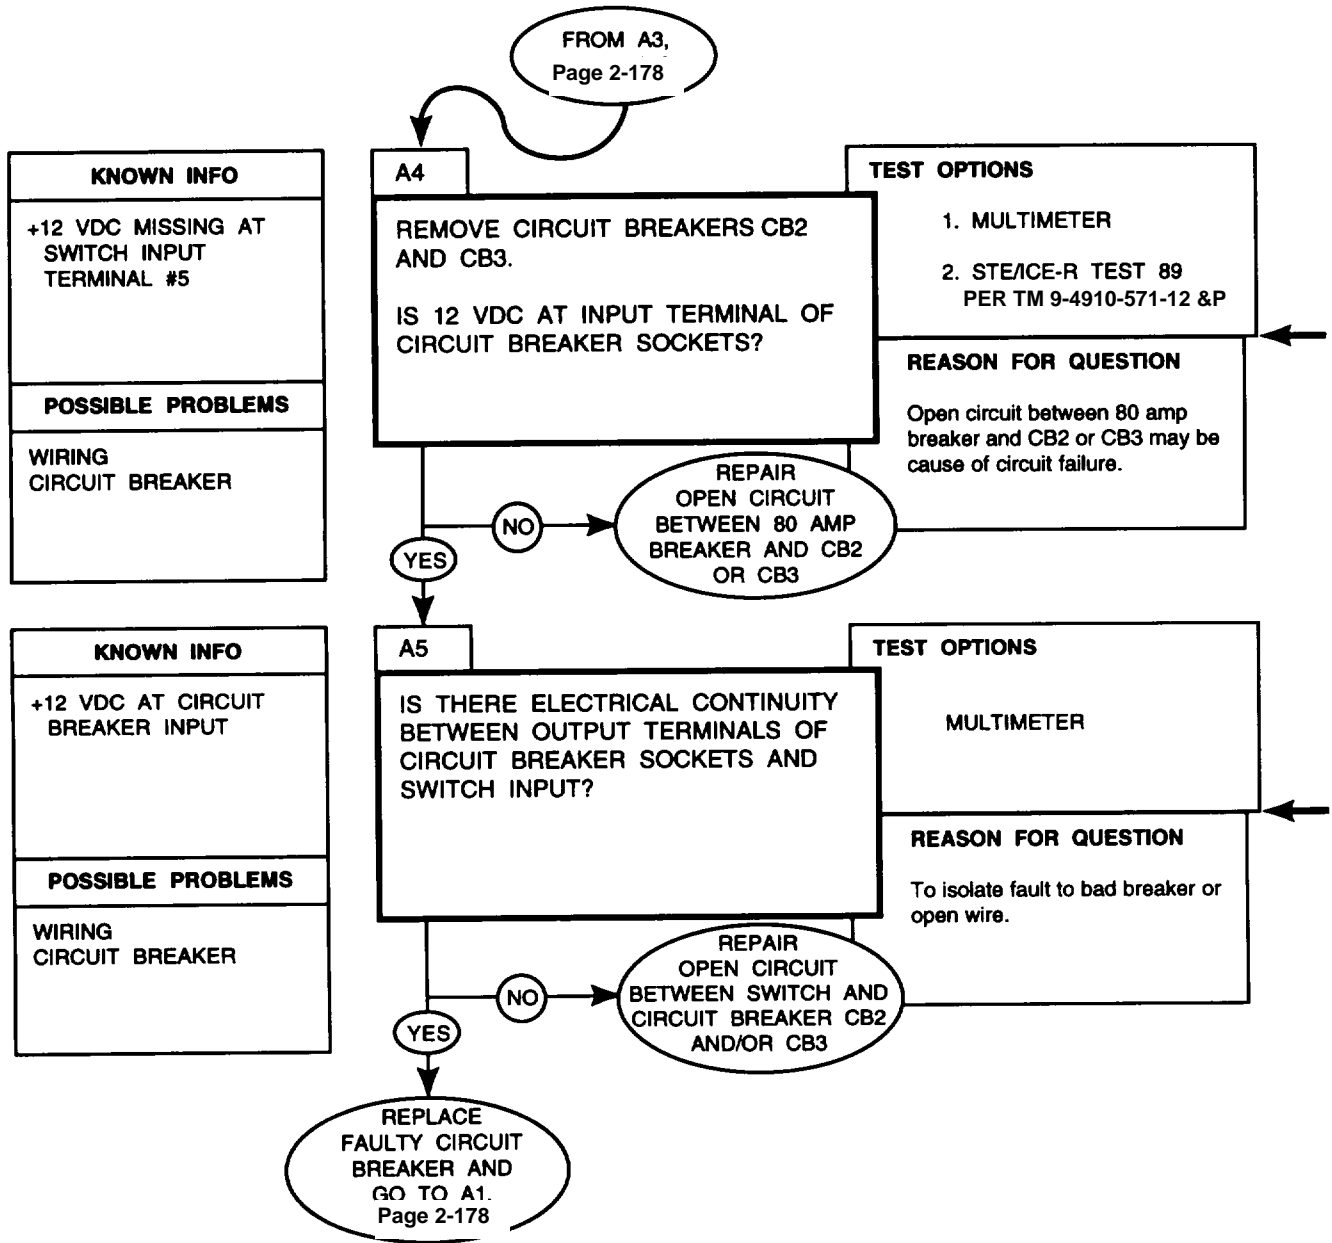 FROM A3,
Page 2-178
KNOWN INFO
+12 VDC MISSING AT
SWITCH INPUT
TERMINAL #5
POSSIBLE PROBLEMS
WIRING
CIRCUIT BREAKER
A4
REMOVE CIRCUIT BREAKERS CB2
AND CB3.
IS 12 VDC AT INPUT TERMINAL OF
CIRCUIT BREAKER SOCKETS?
TEST OPTIONS
1. MULTIMETER
2. STE/ICE-R TEST 89
PER TM 9-4910-571-12 &P
REASON FOR QUESTION
Open circuit between 80 amp
breaker and CB2 or CB3 may be
cause of circuit failure.
NO
REPAIR
OPEN CIRCUIT
BETWEEN 80 AMP
BREAKER AND CB2
OR CB3
YES
KNOWN INFO
+12 VDC AT CIRCUIT
BREAKER INPUT
POSSIBLE PROBLEMS
WIRING
CIRCUIT BREAKER
A5
IS THERE ELECTRICAL CONTINUITY
BETWEEN OUTPUT TERMINALS OF
CIRCUIT BREAKER SOCKETS AND
SWITCH INPUT?
TEST OPTIONS
MULTIMETER
REASON FOR QUESTION
To isolate fault to bad breaker or
open wire.
NO
REPAIR
OPEN CIRCUIT
BETWEEN SWITCH AND
CIRCUIT BREAKER CB2
AND/OR CB3
YES
REPLACE
FAULTY CIRCUIT
BREAKER AND
GO TO A1.
Page 2-178